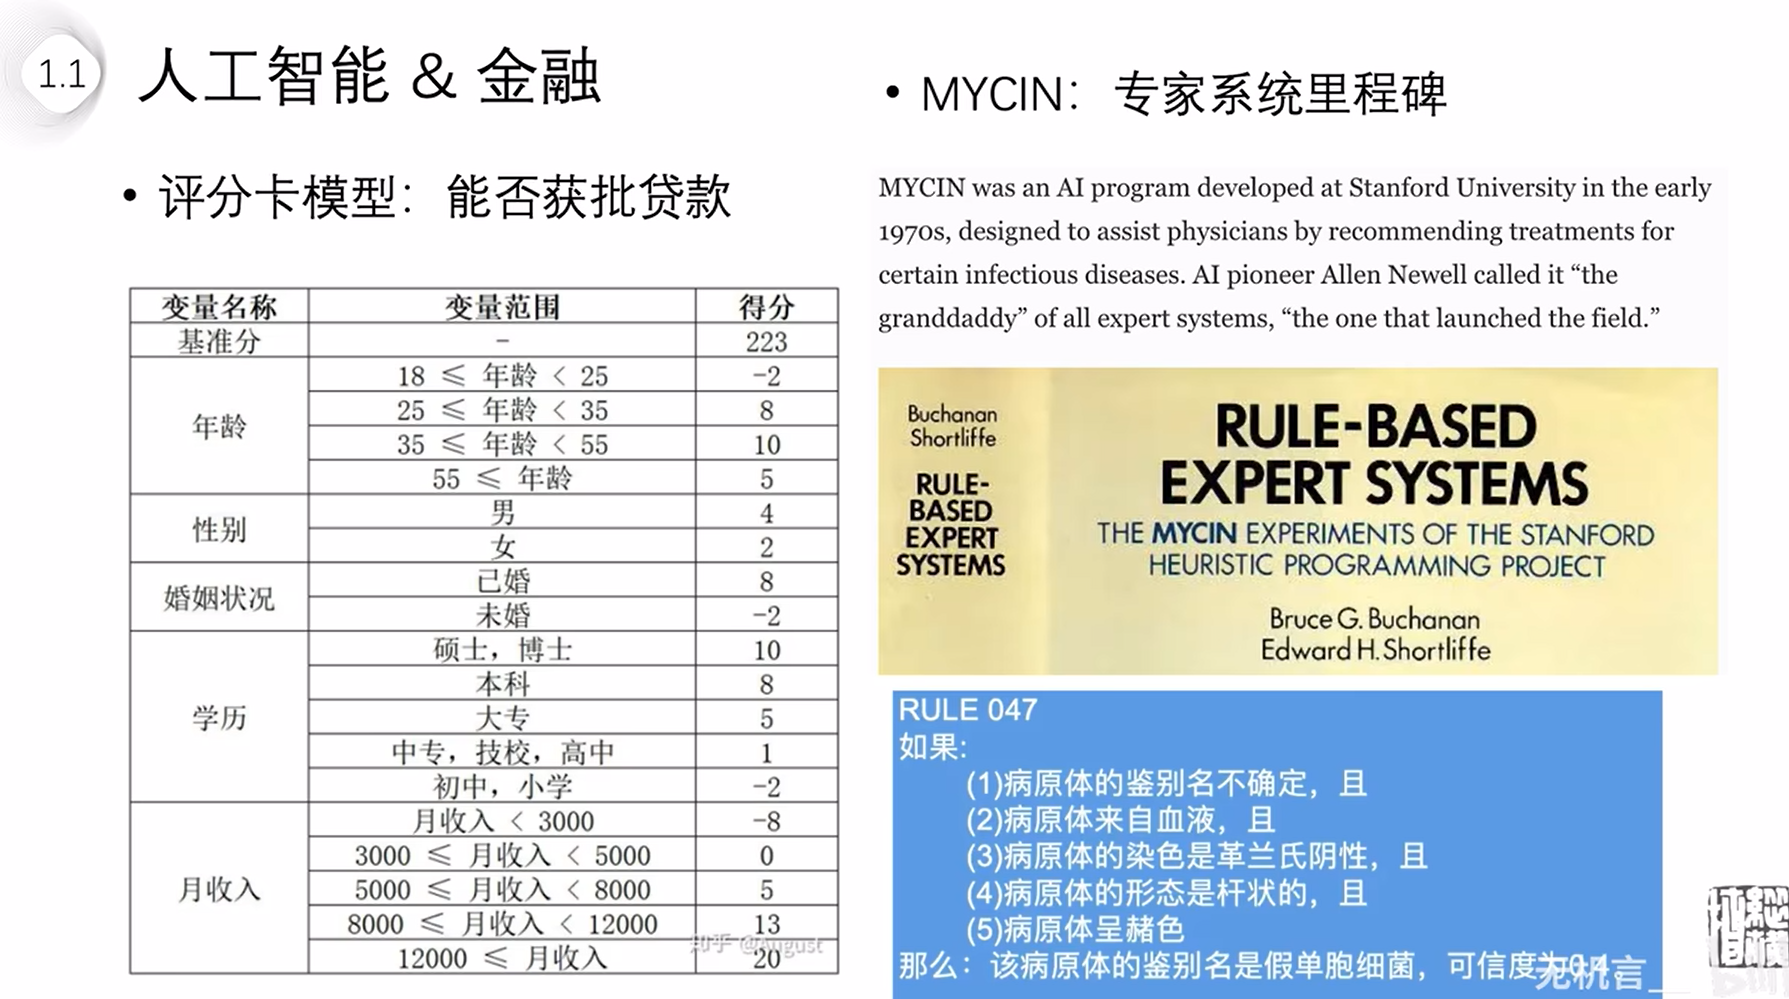 1.1
人工智能 & 金融
• 评分卡模型：能否获批贷款
变量名称 变量范围 得分
基准分 - 223
年龄
18 ≤ 年龄 < 25 -2
25 ≤ 年龄 < 35 8
35 ≤ 年龄 < 55 10
55 ≤ 年龄 5
性别
男 4
女 2
婚姻状况
已婚 8
未婚 -2
学历
硕士，博士 10
本科 8
大专 5
中专，技校，高中 1
初中，小学 -2
月收入
月收入 < 3000 -8
3000 ≤ 月收入 < 5000 0
5000 ≤ 月收入 < 8000 5
8000 ≤ 月收入 < 12000 13
12000 ≤ 月收入 20
知乎 @August
• MYCIN：专家系统里程碑
MYCIN was an AI program developed at Stanford University in the early
1970s, designed to assist physicians by recommending treatments for
certain infectious diseases. AI pioneer Allen Newell called it “the
granddaddy” of all expert systems, “the one that launched the field.”
Buchanan
Shortliffe
RULE-
BASED
EXPERT
SYSTEMS
RULE-BASED
EXPERT SYSTEMS
THE MYCIN EXPERIMENTS OF THE STANFORD
HEURISTIC PROGRAMMING PROJECT
Bruce G. Buchanan
Edward H. Shortliffe
RULE 047
如果:
(1)病原体的鉴别名不确定，且
(2)病原体来自血液，且
(3)病原体的染色是革兰氏阴性，且
(4)病原体的形态是杆状的，且
(5)病原体呈赭色
那么：该病原体的鉴别名是假单胞细菌，可信度为0.4。
无机言__